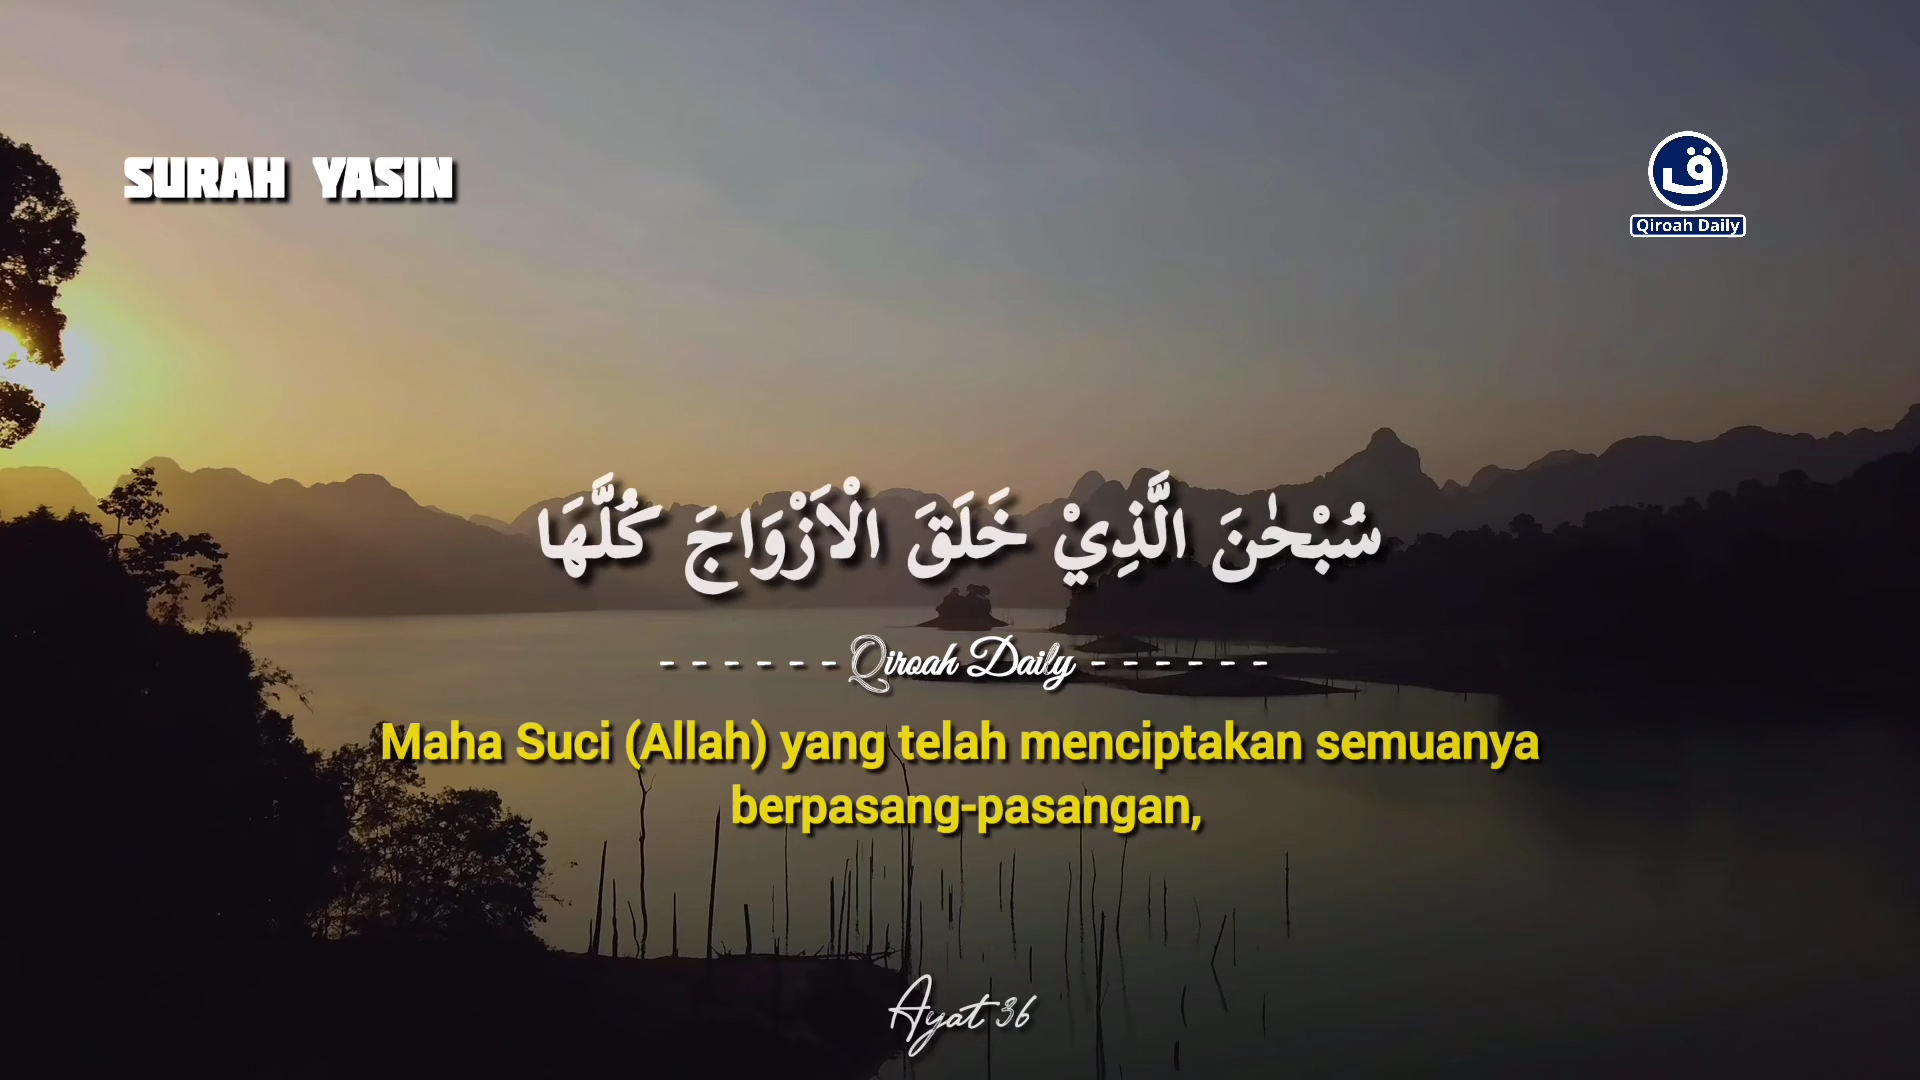 SURAH YASIN
ق
Qiroah Daily
سُبْحٰنَ الَّذِيْ خَلَقَ الْاَزْوَاجَ كُلَّهَا
- - - - - - Qiroah Daily - - - - - -
Maha Suci (Allah) yang telah menciptakan semuanya
berpasang-pasangan,
Ayat 36